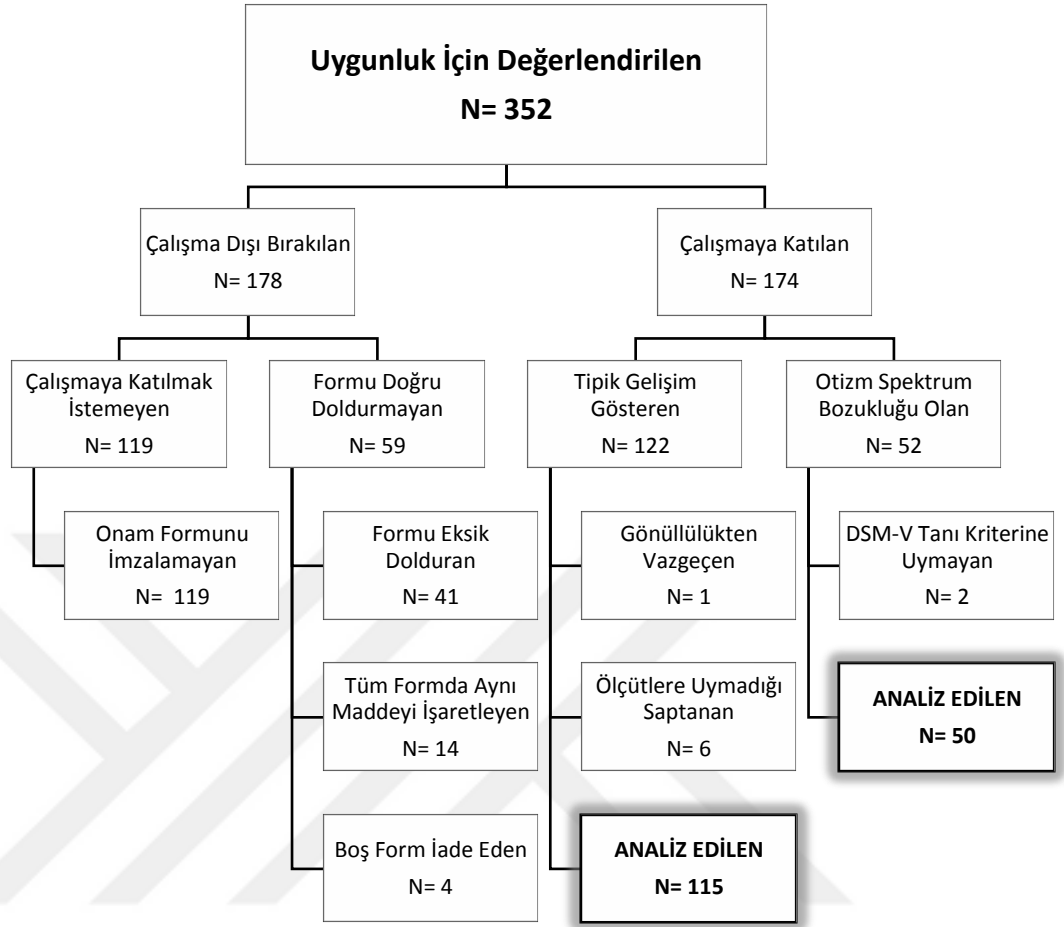 Uygunluk İçin Değerlendirilen
N= 352
Çalışma Dışı Bırakılan
N= 178
Çalışmaya Katılan
N= 174
Çalışmaya Katılmak
İstemeyen
N= 119
Formu Doğru
Doldurmayan
N= 59
Tipik Gelişim
Gösteren
N= 122
Otizm Spektrum
Bozukluğu Olan
N= 52
Onam Formunu
İmzalamayan
N= 119
Formu Eksik
Dolduran
N= 41
Gönüllülükten
Vazgeçen
N= 1
DSM-V Tanı Kriterine
Uymayan
N= 2
Tüm Formda Aynı
Maddeyi İşaretleyen
N= 14
Ölçütlere Uymadığı
Saptanan
N= 6
ANALİZ EDİLEN
N= 50
Boş Form İade Eden
N= 4
ANALİZ EDİLEN
N= 115